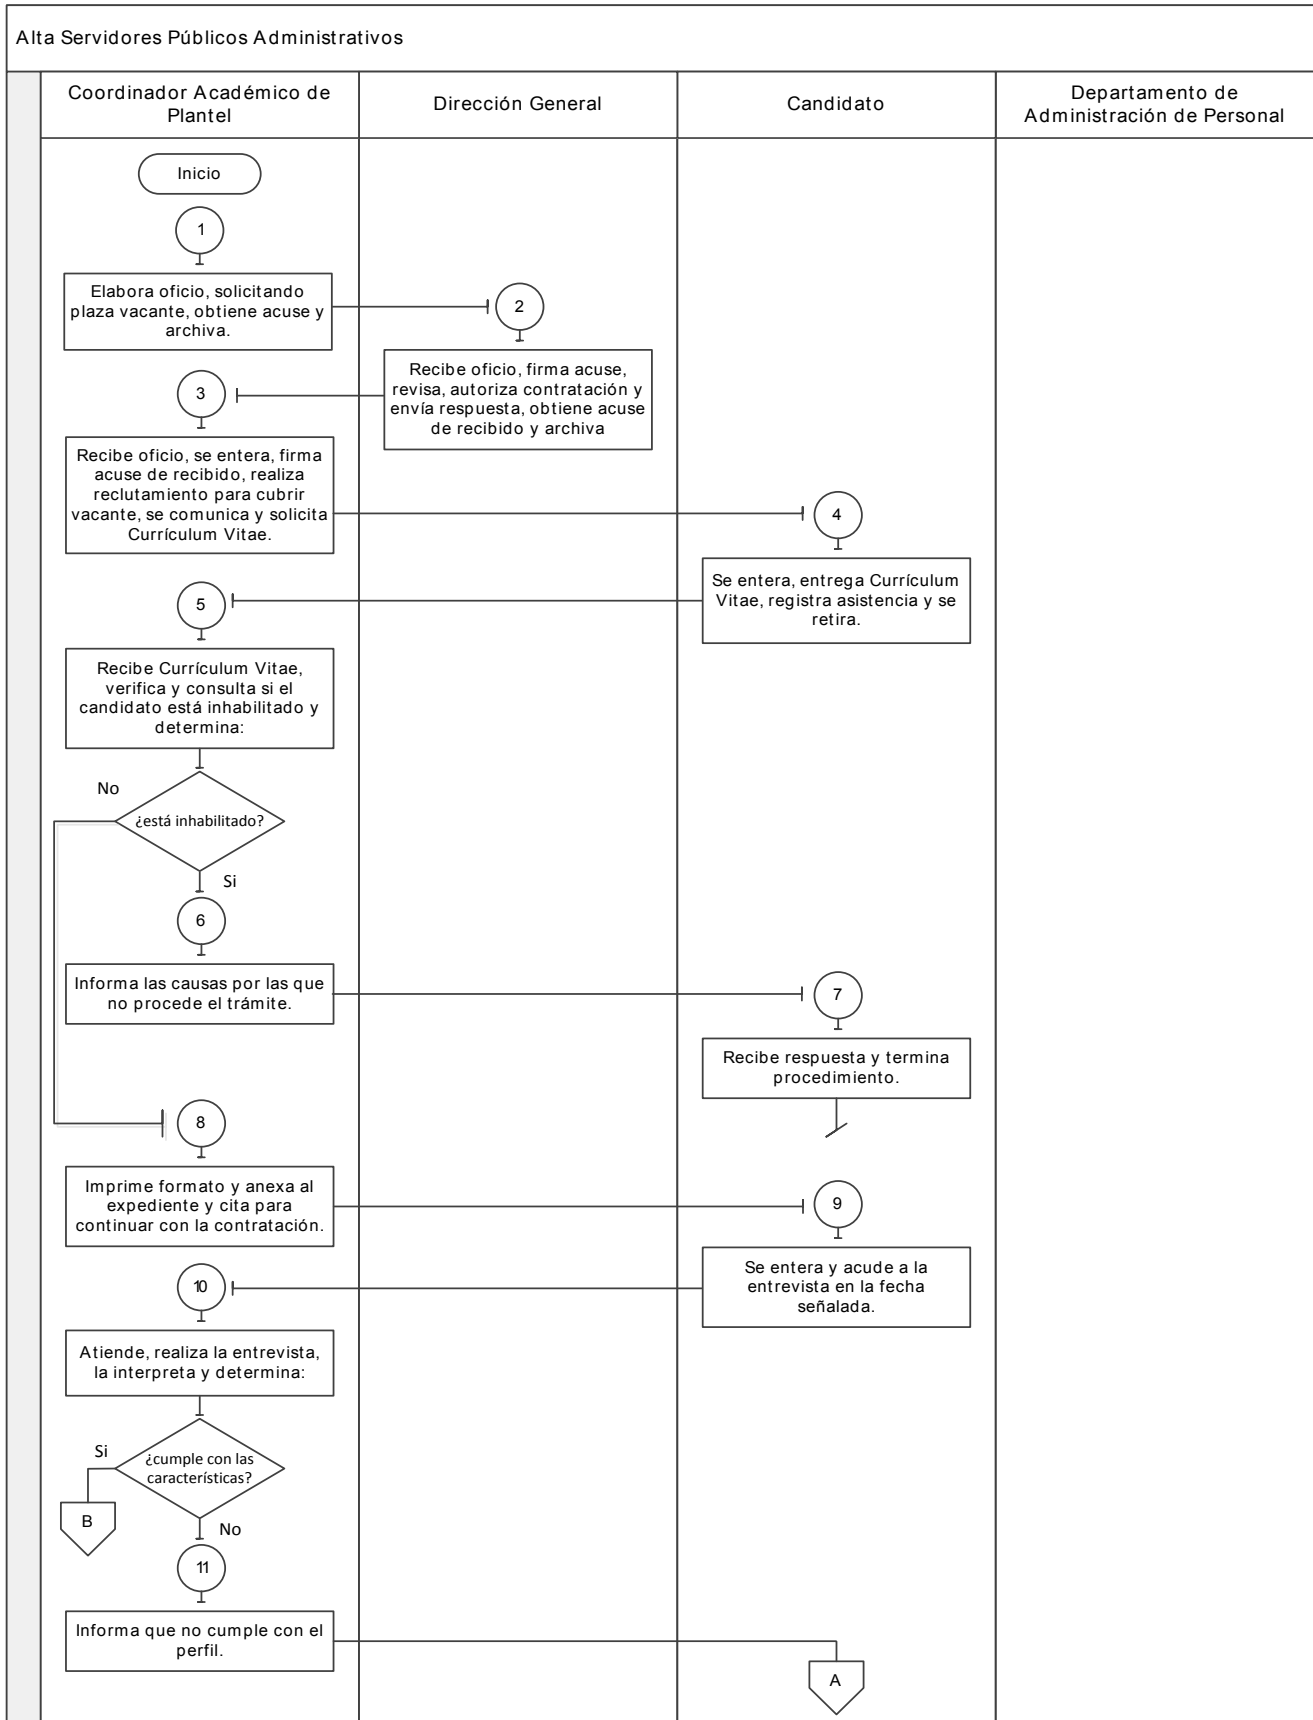 Alta Servidores Públicos Administrativos
Coordinador Académico de
Plantel
Dirección General
Candidato
Departamento de
Administración de Personal
Inicio
1
Elabora oficio, solicitando
plaza vacante, obtiene acuse y
archiva.
2
Recibe oficio, firma acuse,
revisa, autoriza contratación y
envía respuesta, obtiene acuse
de recibido y archiva
3
Recibe oficio, se entera, firma
acuse de recibido, realiza
reclutamiento para cubrir
vacante, se comunica y solicita
Currículum Vitae.
4
Se entera, entrega Currículum
Vitae, registra asistencia y se
retira.
5
Recibe Currículum Vitae,
verifica y consulta si el
candidato está inhabilitado y
determina:
No
¿está inhabilitado?
Si
6
Informa las causas por las que
no procede el trámite.
7
Recibe respuesta y termina
procedimiento.
8
Imprime formato y anexa al
expediente y cita para
continuar con la contratación.
9
Se entera y acude a la
entrevista en la fecha
señalada.
10
Atiende, realiza la entrevista,
la interpreta y determina:
Si
¿cumple con las
características?
B
No
11
Informa que no cumple con el
perfil.
A